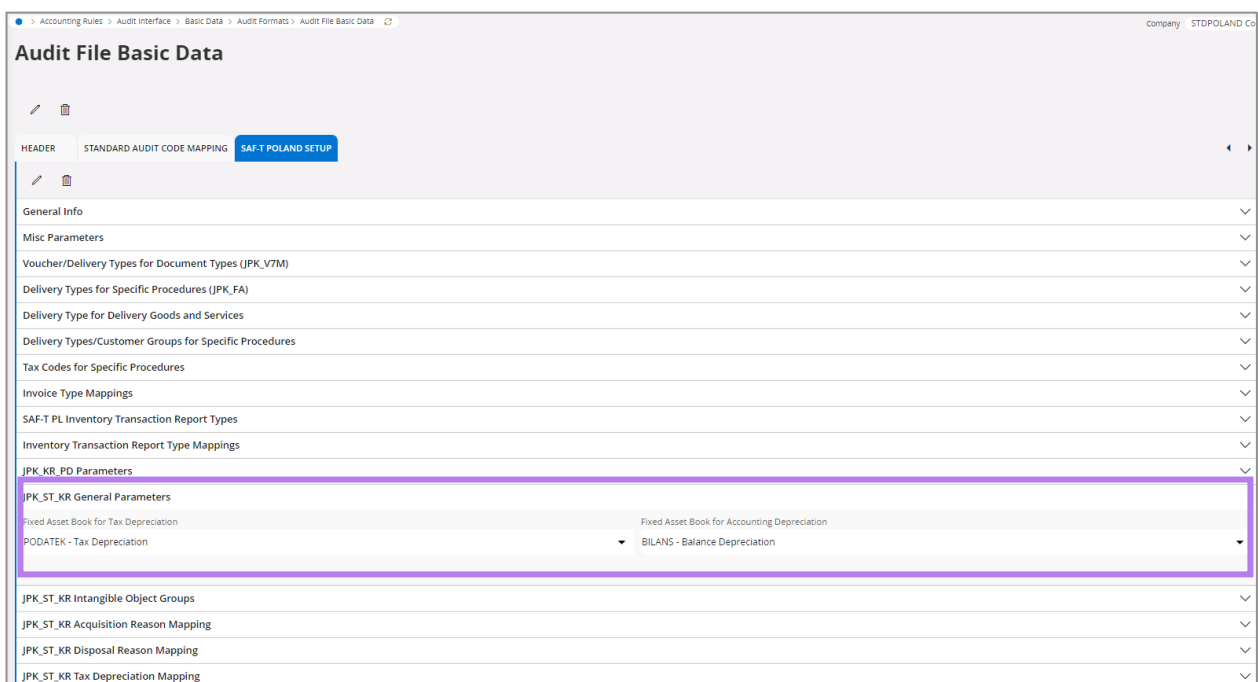 > Accounting Rules > Audit Interface > Basic Data > Audit Formats > Audit File Basic Data
Company STDPOLAND Co
Audit File Basic Data
HEADER STANDARD AUDIT CODE MAPPING SAF-T POLAND SETUP
General Info
Misc Parameters
Voucher/Delivery Types for Document Types (JPK_V7M)
Delivery Types for Specific Procedures (JPK_FA)
Delivery Type for Delivery Goods and Services
Delivery Types/Customer Groups for Specific Procedures
Tax Codes for Specific Procedures
Invoice Type Mappings
SAF-T PL Inventory Transaction Report Types
Inventory Transaction Report Type Mappings
JPK_KR_PD Parameters
JPK_ST_KR General Parameters
Fixed Asset Book for Tax Depreciation Fixed Asset Book for Accounting Depreciation
PODATEK - Tax Depreciation BILANS - Balance Depreciation
JPK_ST_KR Intangible Object Groups
JPK_ST_KR Acquisition Reason Mapping
JPK_ST_KR Disposal Reason Mapping
JPK_ST_KR Tax Depreciation Mapping